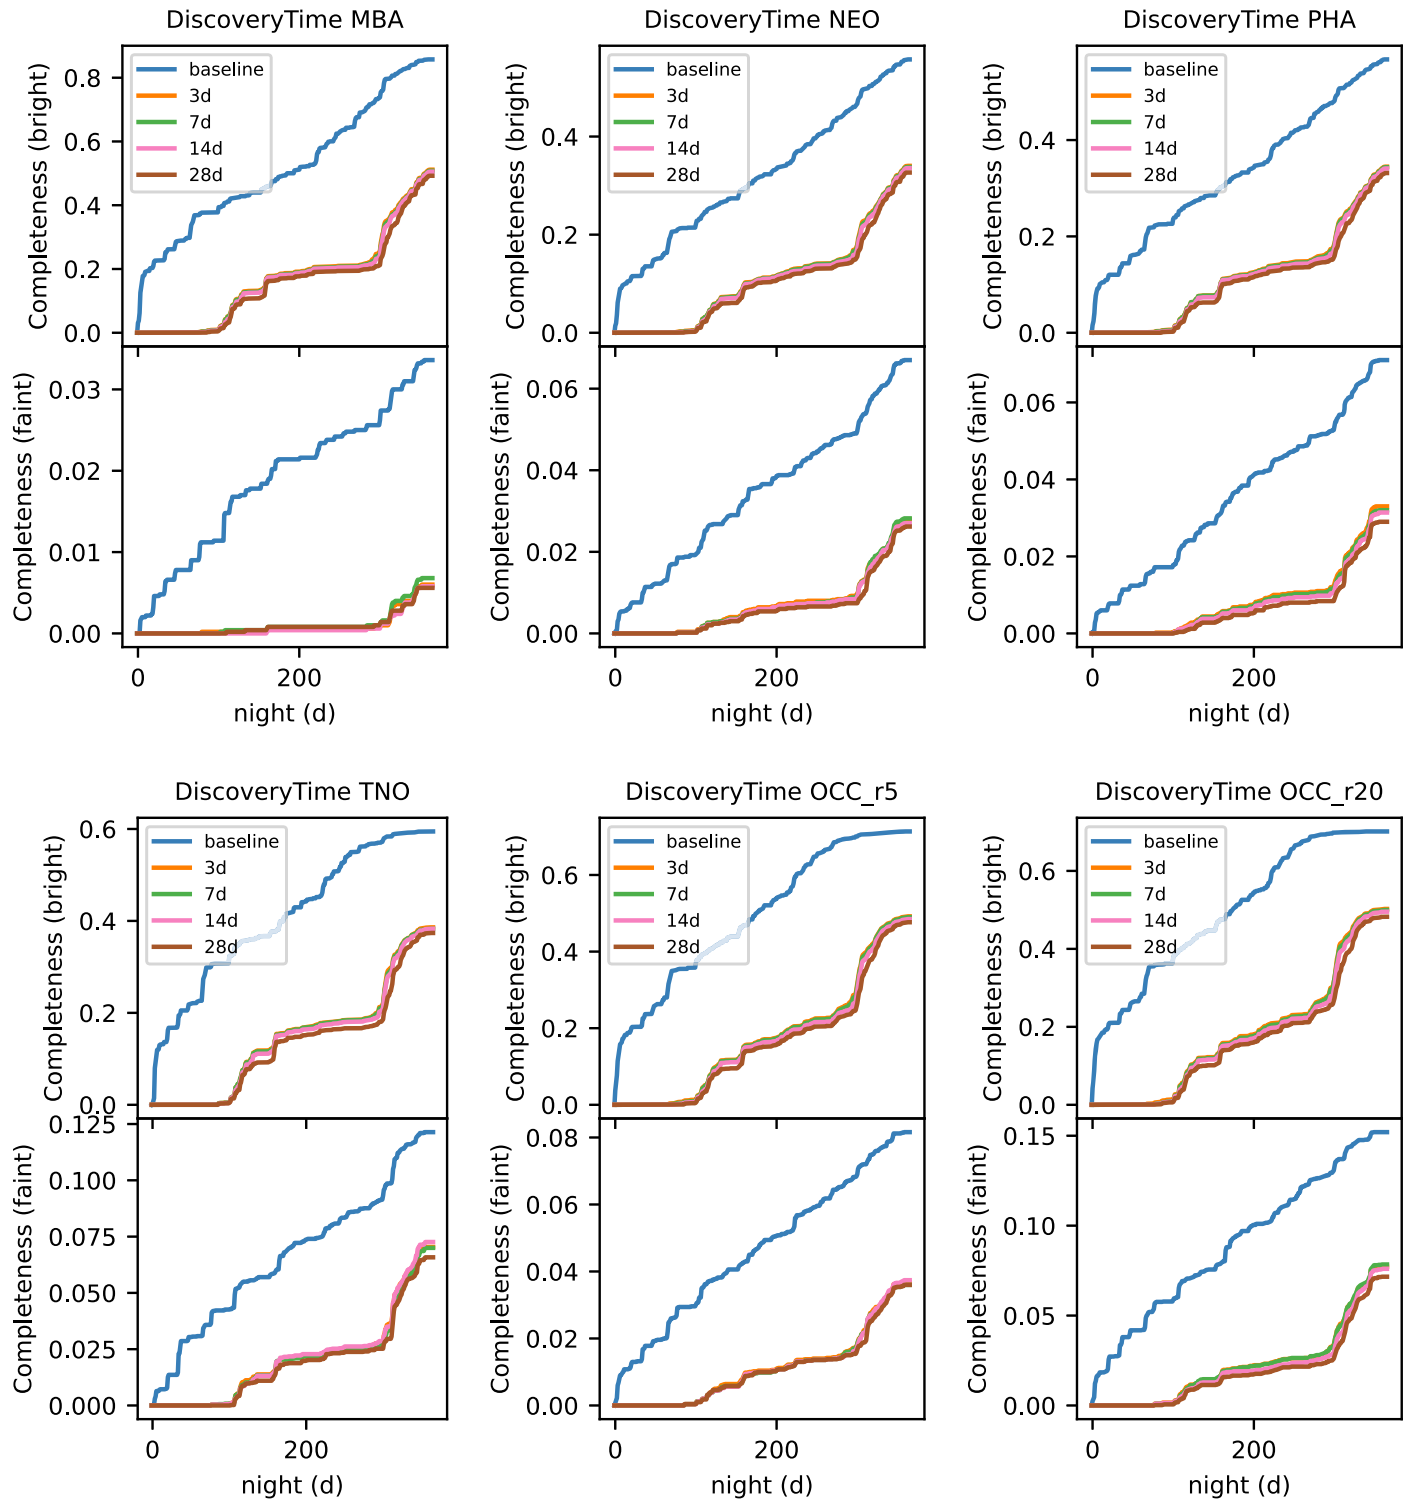 DiscoveryTime MBA
Completeness (bright)
0.8
0.6
0.4
0.2
0.0
baseline
3d
7d
14d
28d
Completeness (faint)
0.03
0.02
0.01
0.00
0
200
night (d)
DiscoveryTime NEO
Completeness (bright)
0.4
0.2
0.0
baseline
3d
7d
14d
28d
Completeness (faint)
0.06
0.04
0.02
0.00
0
200
night (d)
DiscoveryTime PHA
Completeness (bright)
0.4
0.2
0.0
baseline
3d
7d
14d
28d
Completeness (faint)
0.06
0.04
0.02
0.00
0
200
night (d)
DiscoveryTime TNO
Completeness (bright)
0.6
0.4
0.2
0.0
baseline
3d
7d
14d
28d
Completeness (faint)
0.125
0.100
0.075
0.050
0.025
0.000
0
200
night (d)
DiscoveryTime OCC_r5
Completeness (bright)
0.6
0.4
0.2
0.0
baseline
3d
7d
14d
28d
Completeness (faint)
0.08
0.06
0.04
0.02
0.00
0
200
night (d)
DiscoveryTime OCC_r20
Completeness (bright)
0.6
0.4
0.2
0.0
baseline
3d
7d
14d
28d
Completeness (faint)
0.15
0.10
0.05
0.00
0
200
night (d)